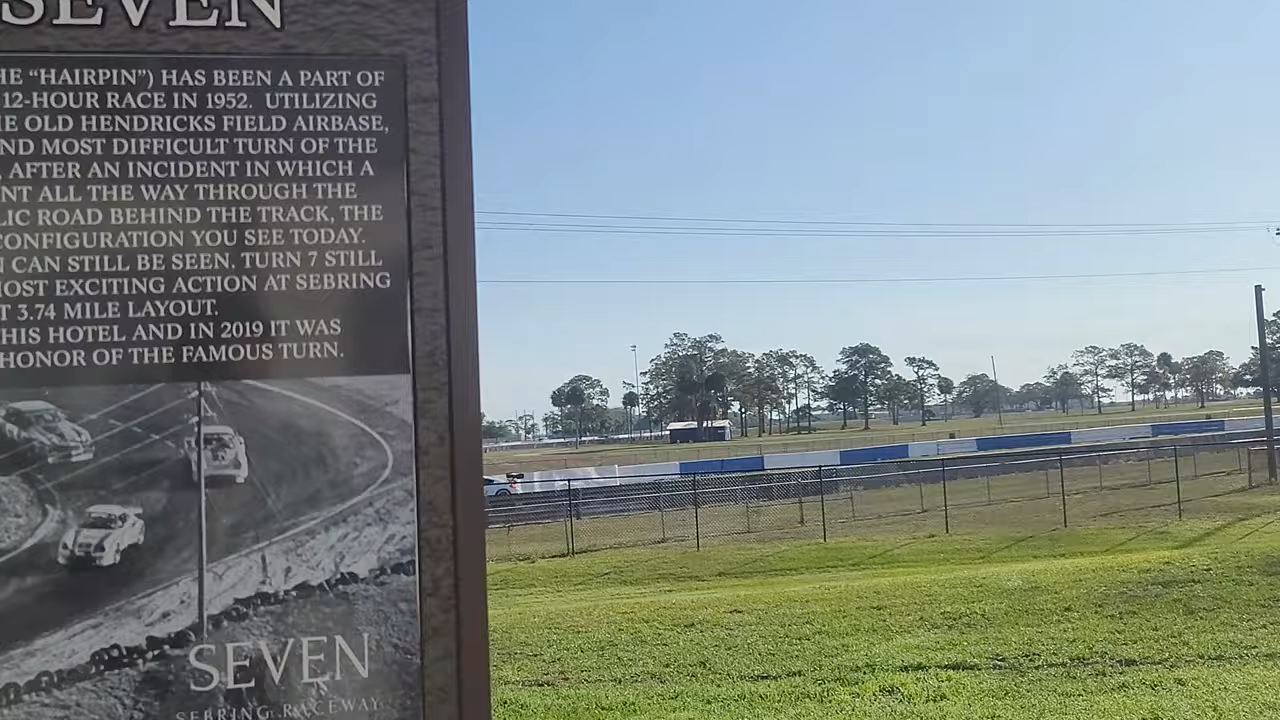 SEVEN
HE “HAIRPIN”) HAS BEEN A PART OF
12-HOUR RACE IN 1952. UTILIZING
E OLD HENDRICKS FIELD AIRBASE,
ND MOST DIFFICULT TURN OF THE
, AFTER AN INCIDENT IN WHICH A
NT ALL THE WAY THROUGH THE
LIC ROAD BEHIND THE TRACK, THE
CONFIGURATION YOU SEE TODAY.
N CAN STILL BE SEEN. TURN 7 STILL
OST EXCITING ACTION AT SEBRING
T 3.74 MILE LAYOUT.
HIS HOTEL AND IN 2019 IT WAS
HONOR OF THE FAMOUS TURN.
SEVEN
SEBRING RACEWAY